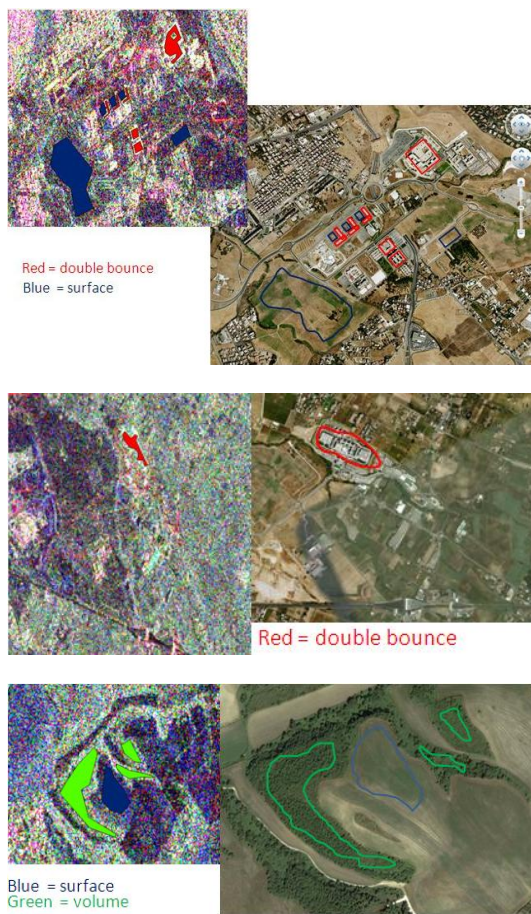 Red = double bounce
Blue = surface
Red = double bounce
Blue = surface
Green = volume